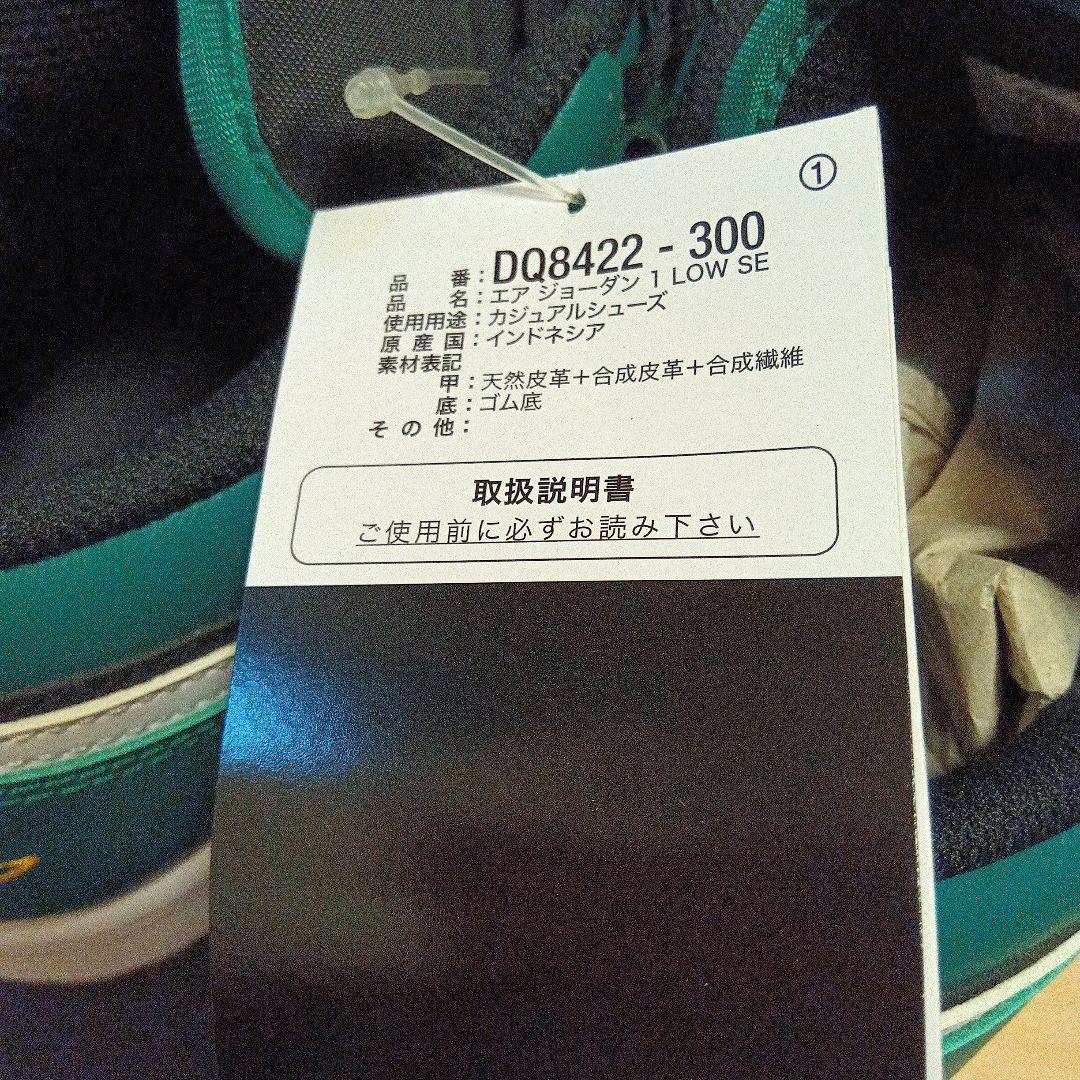 ①
品 番：DQ8422 - 300
品 名：エア ジョーダン 1 LOW SE
使用用途：カジュアルシューズ
原 産 国：インドネシア
素材表記
甲：天然皮革＋合成皮革＋合成繊維
底：ゴム底
そ の 他：
取扱説明書
ご使用前に必ずお読み下さい